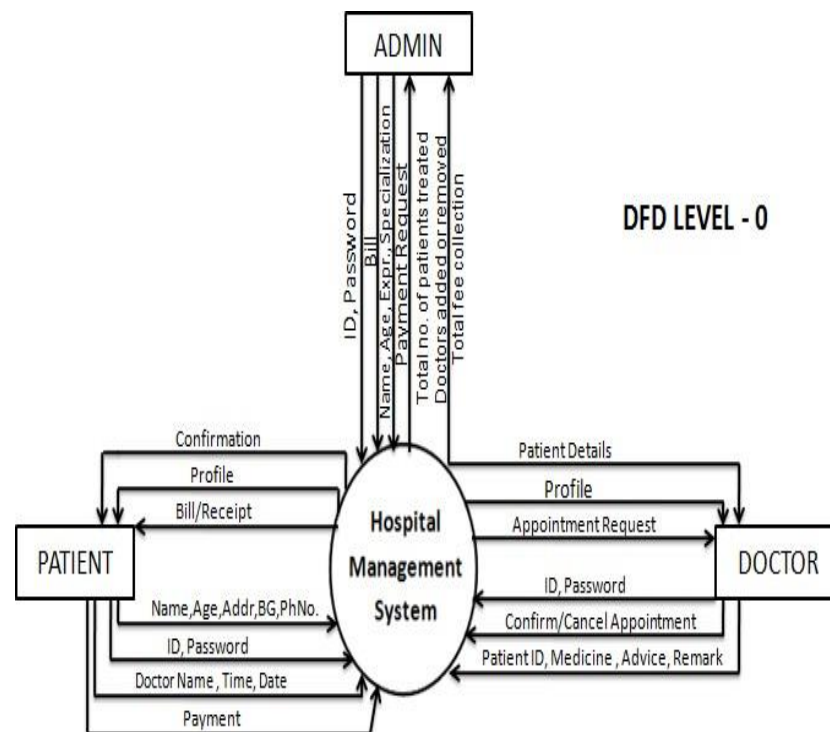 ADMIN
ID, Password
Bill
Name, Age, Expr., Specialization
Payment Request
Total no. of patients treated
Doctors added or removed
Total fee collection
DFD LEVEL - 0
Confirmation
Profile
Bill/Receipt
PATIENT
Name,Age,Addr,BG,PhNo.
ID, Password
Doctor Name , Time, Date
Payment
Hospital
Management
System
Patient Details
Profile
Appointment Request
DOCTOR
ID, Password
Confirm/Cancel Appointment
Patient ID, Medicine , Advice, Remark